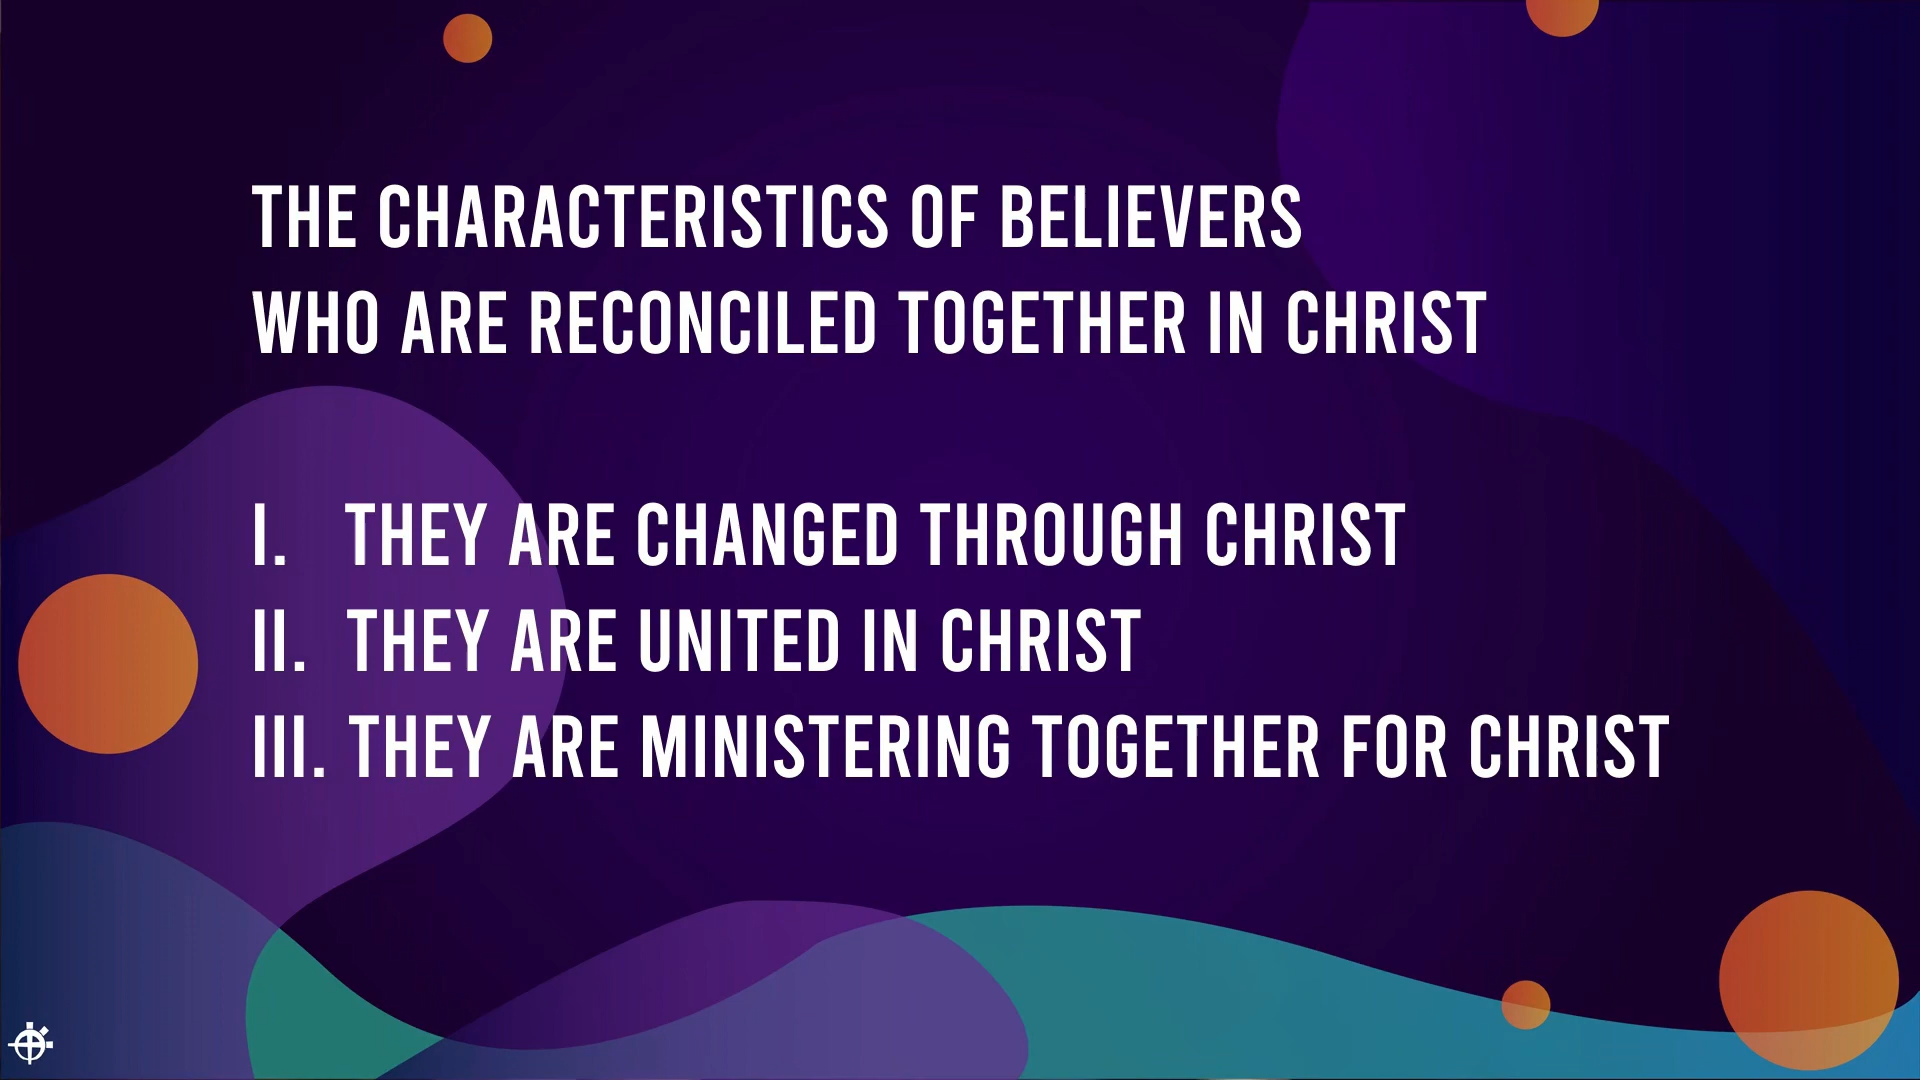 THE CHARACTERISTICS OF BELIEVERS
WHO ARE RECONCILED TOGETHER IN CHRIST
I. THEY ARE CHANGED THROUGH CHRIST
II. THEY ARE UNITED IN CHRIST
III. THEY ARE MINISTERING TOGETHER FOR CHRIST